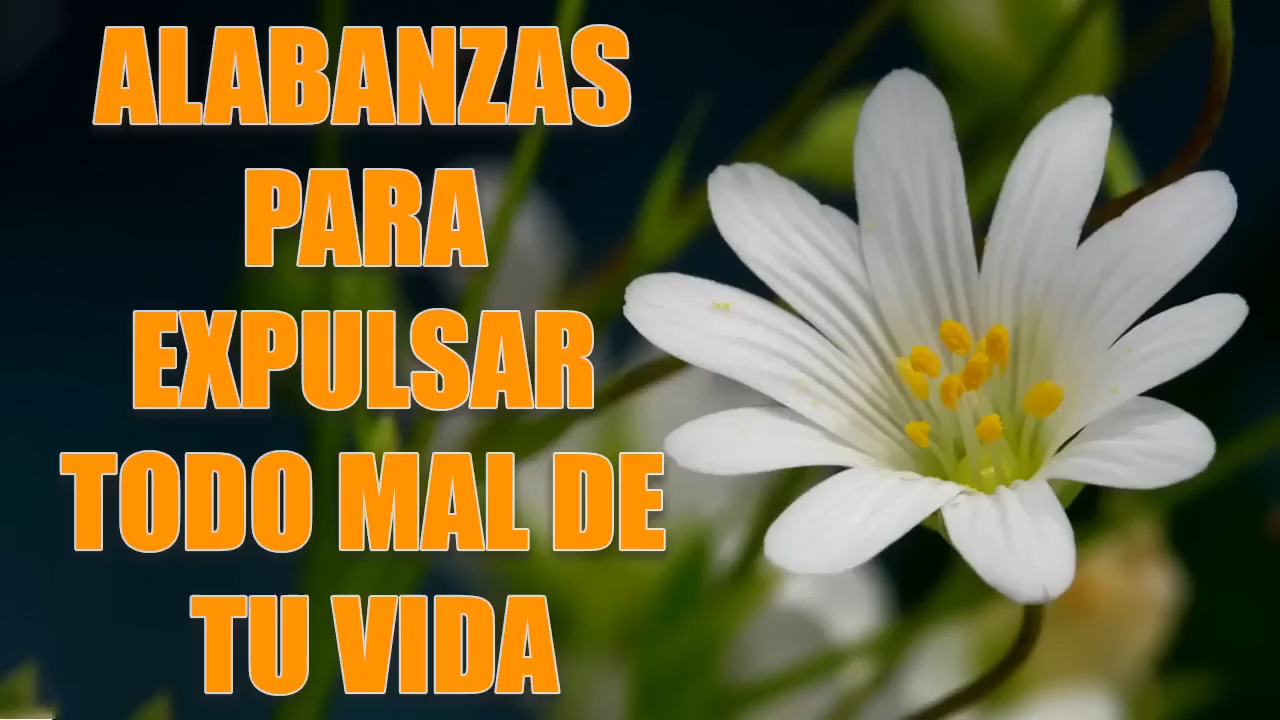 ALABANZAS
PARA
EXPULSAR
TODO MAL DE
TU VIDA